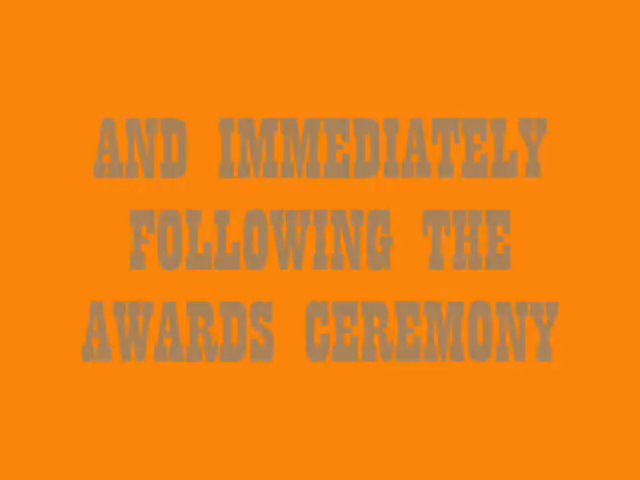 AND IMMEDIATELY
FOLLOWING THE
AWARDS CEREMONY